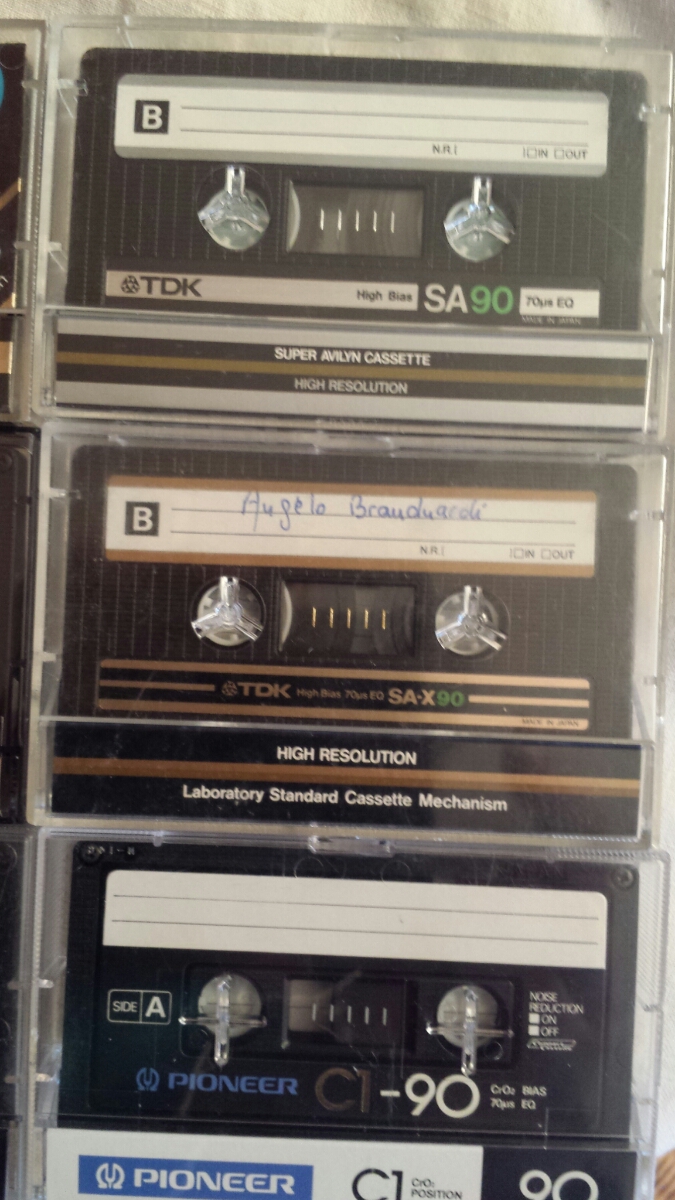 B
N.R. IN OUT
TDK High Bias SA90 70μs EQ
MADE IN JAPAN
SUPER AVILYN CASSETTE
HIGH RESOLUTION
Angelo Branduardi
B
N.R. IN OUT
TDK High Bias 70μs EQ SA-X90
MADE IN JAPAN
HIGH RESOLUTION
Laboratory Standard Cassette Mechanism
SIDE A
NOISE
REDUCTION
ON
OFF
PIONEER C1-90 CrO₂ BIAS
70μs EQ
PIONEER C1 CrO₂
POSITION 90